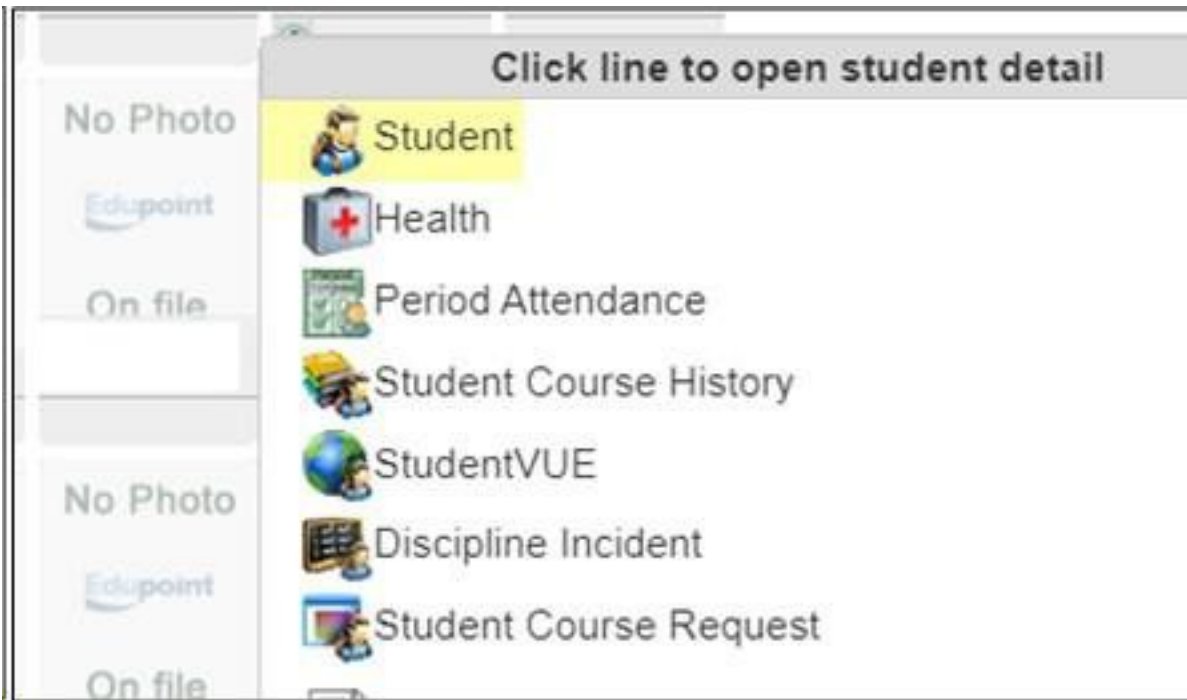 Click line to open student detail
No Photo
Edupoint
On file
Student
Health
Period Attendance
Student Course History
StudentVUE
Discipline Incident
Student Course Request
No Photo
Edupoint
On file